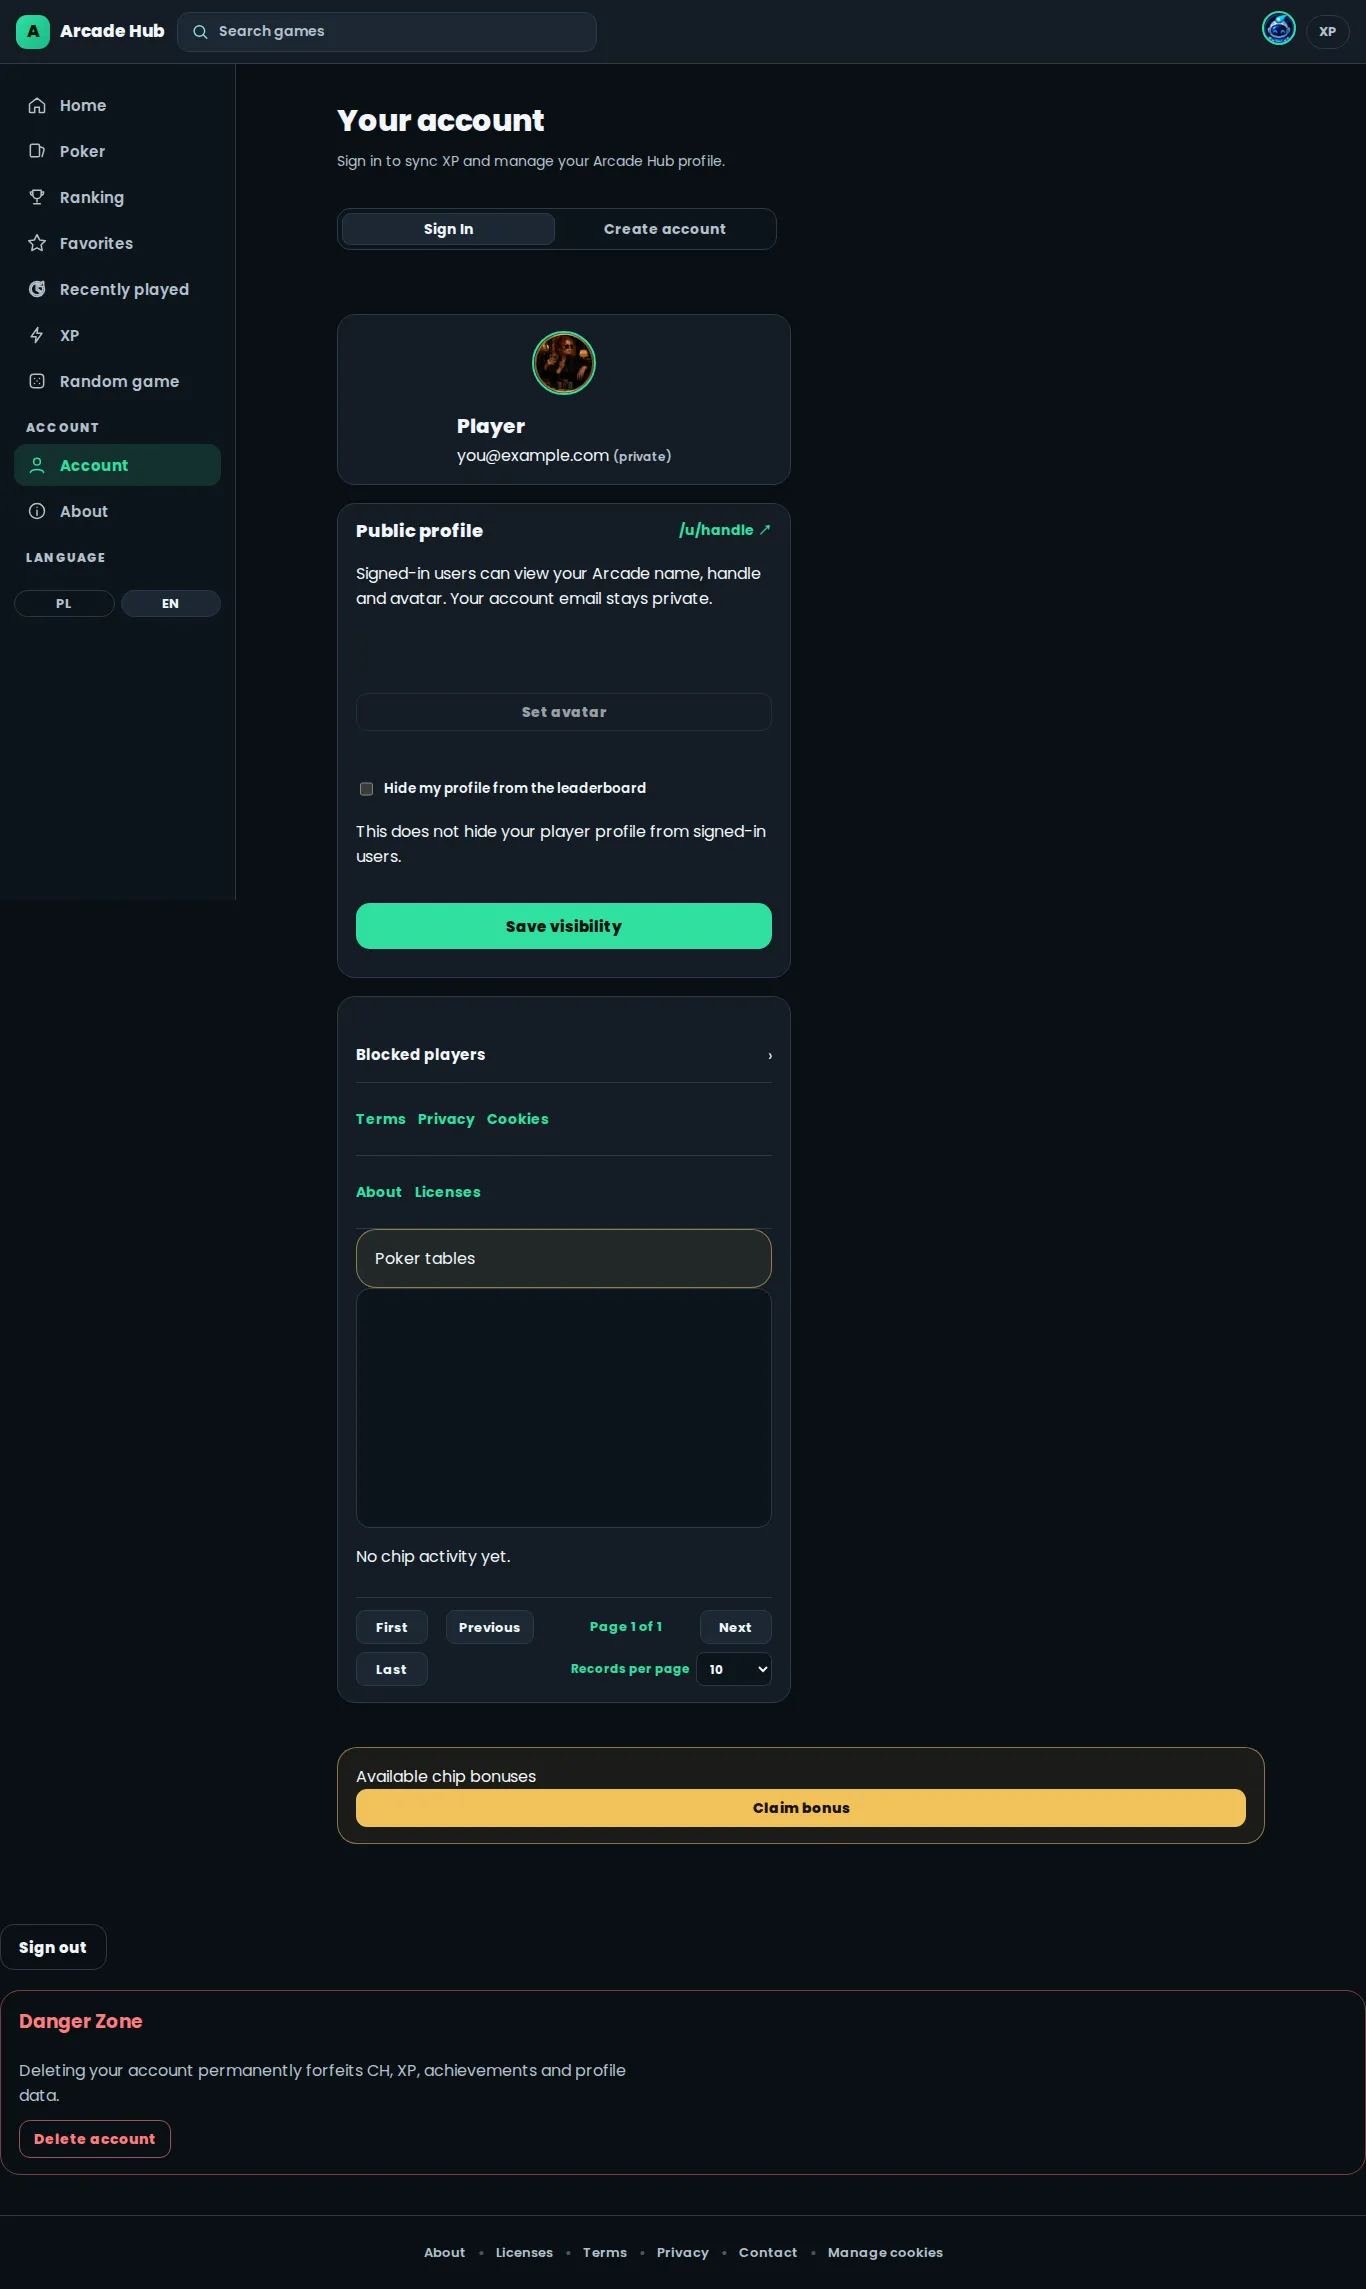 A Arcade Hub
Search games
XP
Home
Poker
Ranking
Favorites
Recently played
XP
Random game
ACCOUNT
Account
About
LANGUAGE
PL EN
Your account
Sign in to sync XP and manage your Arcade Hub profile.
Sign In Create account
Player
you@example.com (private)
Public profile /u/handle ↗
Signed-in users can view your Arcade name, handle
and avatar. Your account email stays private.
Set avatar
Hide my profile from the leaderboard
This does not hide your player profile from signed-in
users.
Save visibility
Blocked players ›
Terms Privacy Cookies
About Licenses
Poker tables
No chip activity yet.
First Previous Page 1 of 1 Next
Last Records per page 10
Available chip bonuses
Claim bonus
Sign out
Danger Zone
Deleting your account permanently forfeits CH, XP, achievements and profile
data.
Delete account
About • Licenses • Terms • Privacy • Contact • Manage cookies